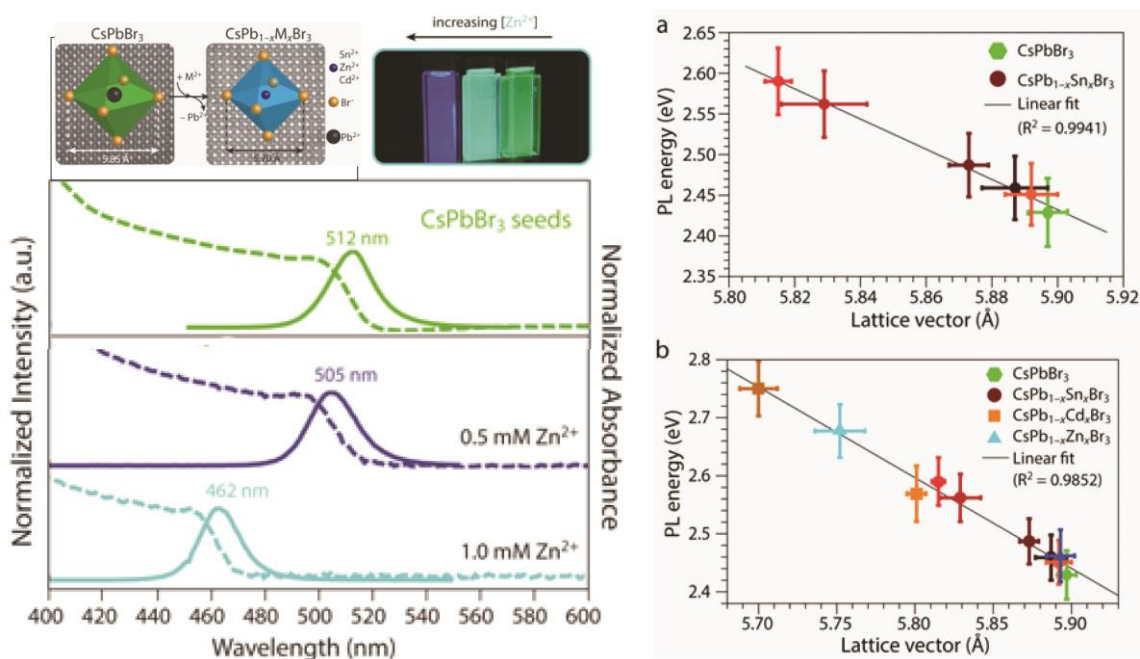 CsPbBr3
CsPb1–xMxBr3
+ M2+
– Pb2+
5.85 Å
5.70 Å
Sn2+
Zn2+
Cd2+
Br-
Pb2+
increasing [Zn2+]
CsPbBr3 seeds
512 nm
505 nm
0.5 mM Zn2+
462 nm
1.0 mM Zn2+
Normalized Intensity (a.u.)
Normalized Absorbance
400 420 440 460 480 500 520 540 560 580 600
Wavelength (nm)
a
2.65
2.60
2.55
2.50
2.45
2.40
2.35
2.30
PL energy (eV)
CsPbBr3
CsPb1–xSnxBr3
Linear fit
(R2 = 0.9941)
5.80 5.82 5.84 5.86 5.88 5.90 5.92
Lattice vector (Å)
b
2.8
2.7
2.6
2.5
2.4
PL energy (eV)
CsPbBr3
CsPb1–xSnxBr3
CsPb1–xCdxBr3
CsPb1–xZnxBr3
Linear fit
(R2 = 0.9852)
5.70 5.75 5.80 5.85 5.90
Lattice vector (Å)